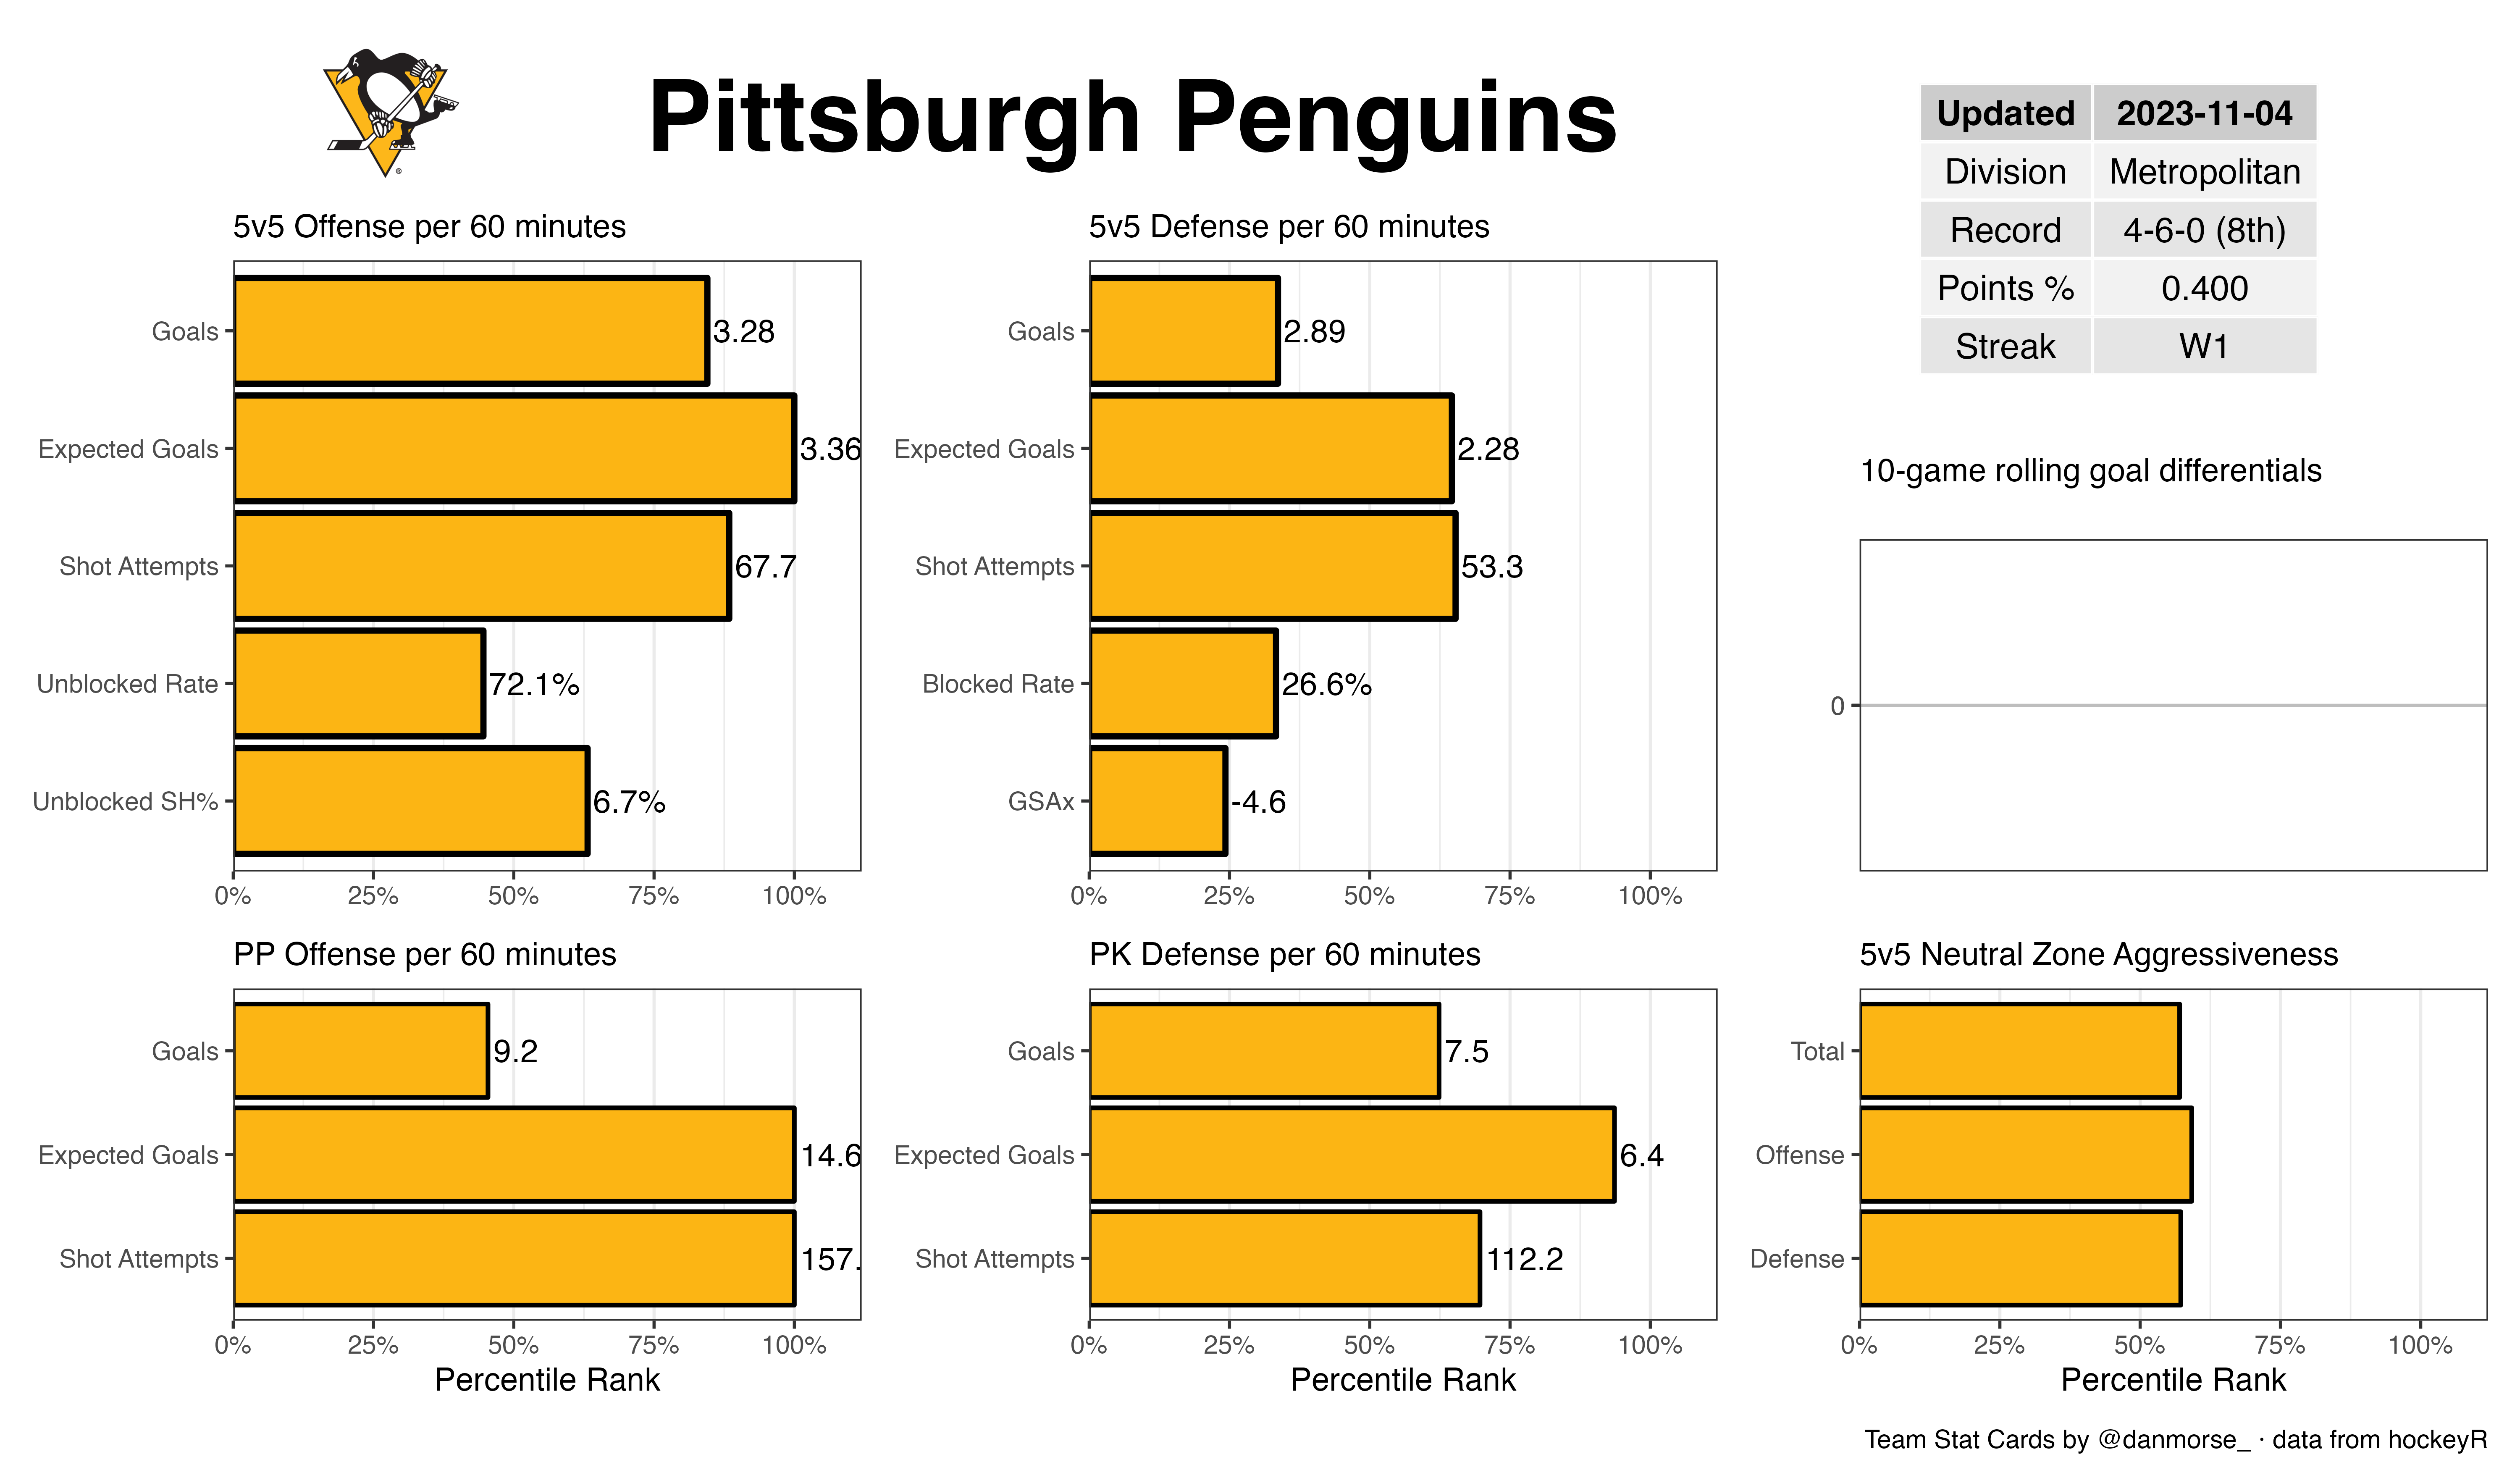 Pittsburgh Penguins
Updated 2023-11-04
Division Metropolitan
Record 4-6-0 (8th)
Points % 0.400
Streak W1
5v5 Offense per 60 minutes
Goals 3.28
Expected Goals 3.36
Shot Attempts 67.7
Unblocked Rate 72.1%
Unblocked SH% 6.7%
0% 25% 50% 75% 100%
5v5 Defense per 60 minutes
Goals 2.89
Expected Goals 2.28
Shot Attempts 53.3
Blocked Rate 26.6%
GSAx -4.6
0% 25% 50% 75% 100%
10-game rolling goal differentials
0
PP Offense per 60 minutes
Goals 9.2
Expected Goals 14.6
Shot Attempts 157.
0% 25% 50% 75% 100%
Percentile Rank
PK Defense per 60 minutes
Goals 7.5
Expected Goals 6.4
Shot Attempts 112.2
0% 25% 50% 75% 100%
Percentile Rank
5v5 Neutral Zone Aggressiveness
Total
Offense
Defense
0% 25% 50% 75% 100%
Percentile Rank
Team Stat Cards by @danmorse_ · data from hockeyR